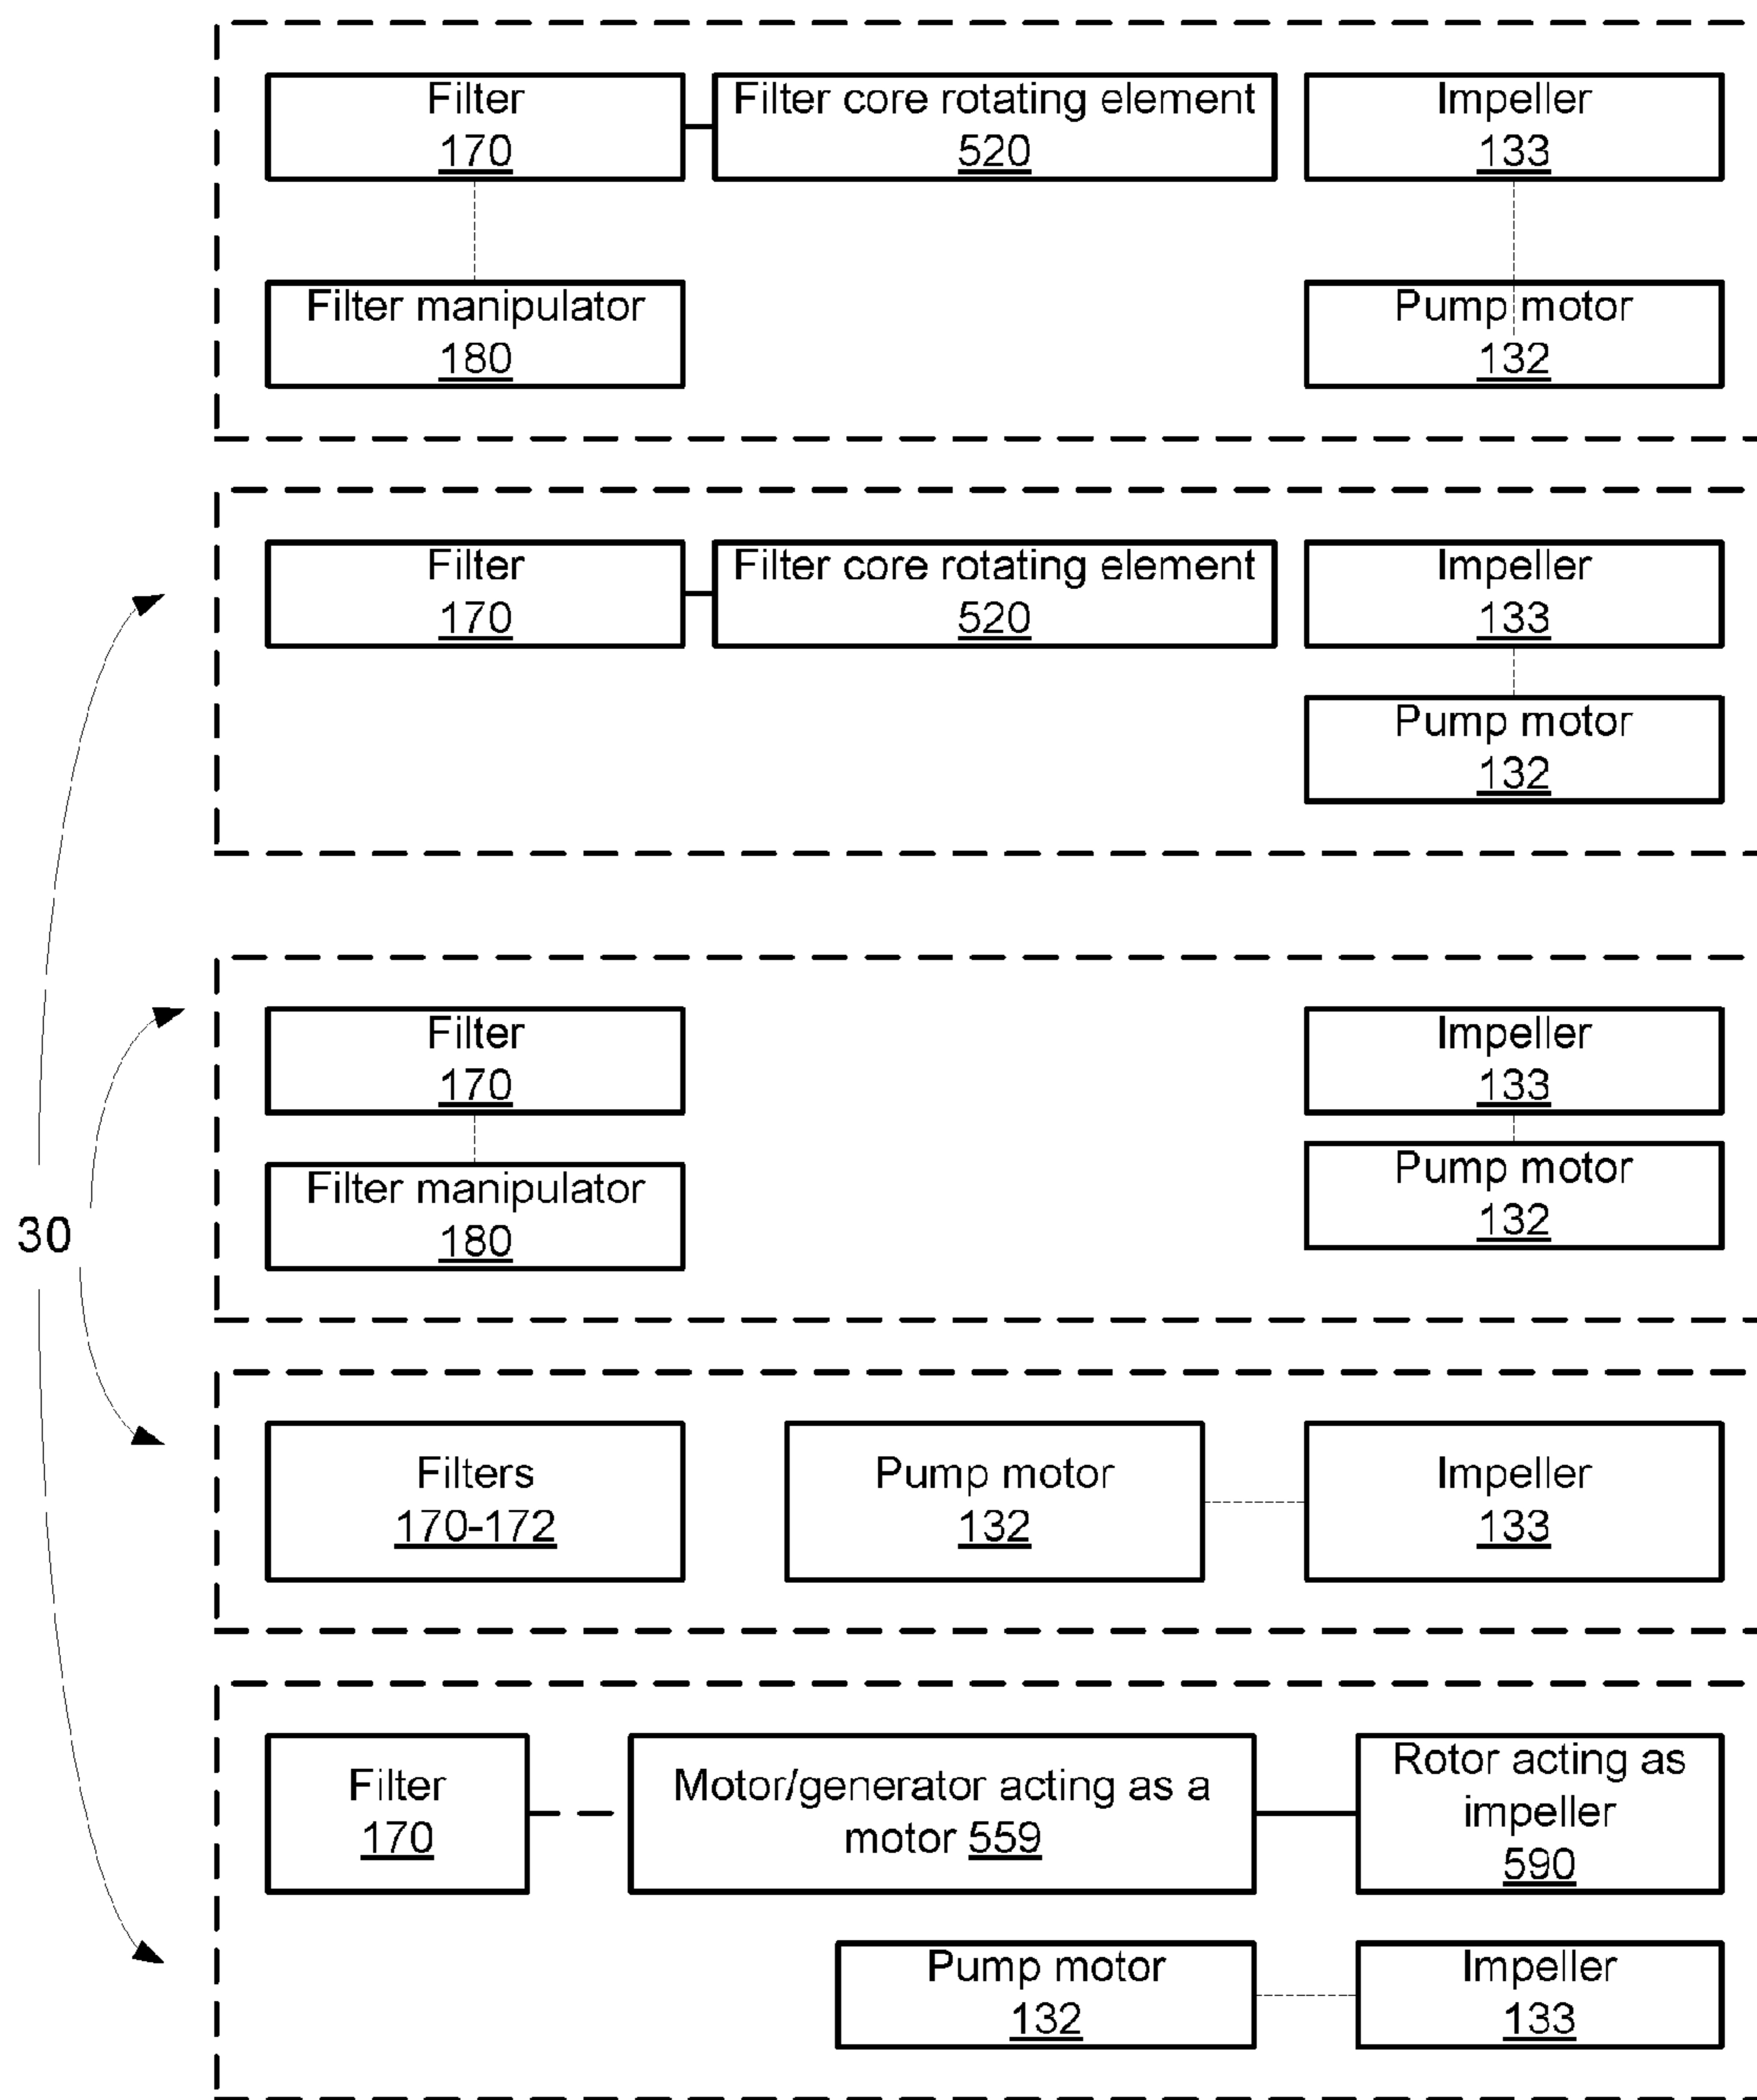 Filter
170
Filter core rotating element
520
Impeller
133
Filter manipulator
180
Pump motor
132
Filter
170
Filter core rotating element
520
Impeller
133
Pump motor
132
Filter
170
Impeller
133
Filter manipulator
180
Pump motor
132
30
Filters
170-172
Pump motor
132
Impeller
133
Filter
170
Motor/generator acting as a
motor 559
Rotor acting as
impeller
590
Pump motor
132
Impeller
133